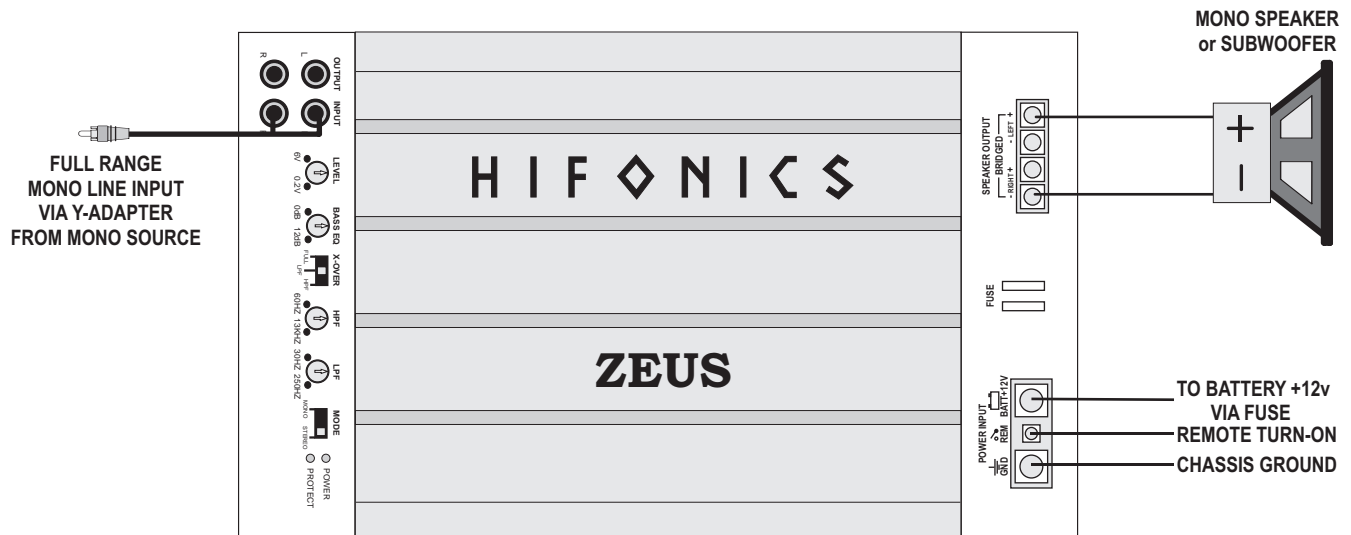 MONO SPEAKER
or SUBWOOFER
R
L
OUTPUT
INPUT
FULL RANGE
MONO LINE INPUT
VIA Y-ADAPTER
FROM MONO SOURCE
LEVEL
6V 0.2V
BASS EQ
0dB 12dB
X-OVER
FULL
LPF
HPF
HPF
60HZ 13KHZ
LPF
30HZ 250HZ
MODE
MONO STEREO
POWER
PROTECT
HIFONICS
ZEUS
SPEAKER OUTPUT
BRIDGED
- LEFT +
- RIGHT +
+
−
FUSE
POWER INPUT
BATT+12V
REM
GND
TO BATTERY +12v
VIA FUSE
REMOTE TURN-ON
CHASSIS GROUND